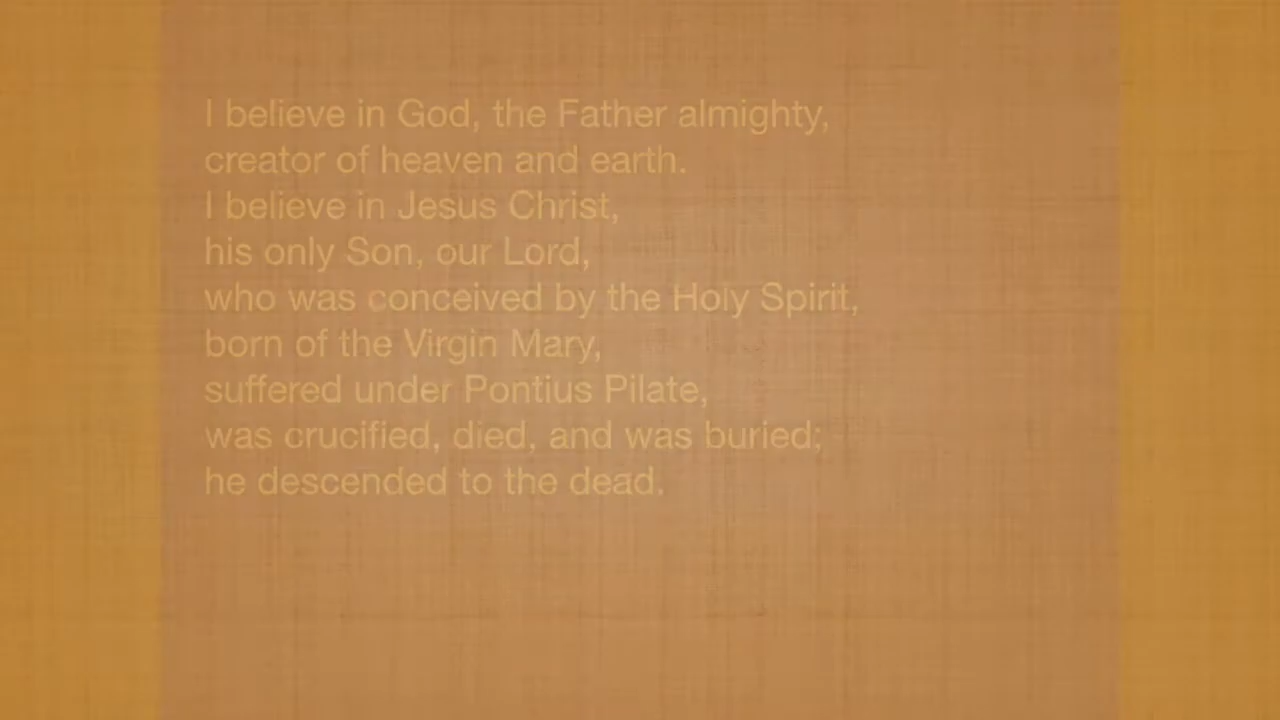 I believe in God, the Father almighty,
creator of heaven and earth.
I believe in Jesus Christ,
his only Son, our Lord,
who was conceived by the Holy Spirit,
born of the Virgin Mary,
suffered under Pontius Pilate,
was crucified, died, and was buried;
he descended to the dead.